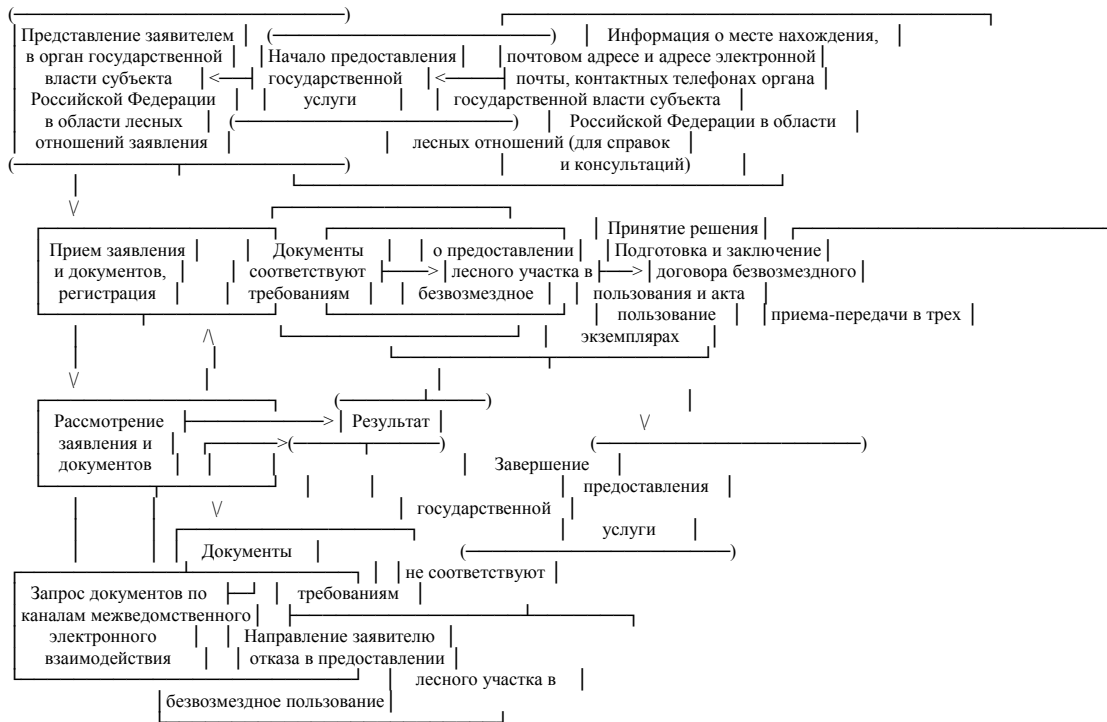 Представление заявителем Информация о месте нахождения,
в орган государственной Начало предоставления почтовом адресе и адресе электронной
власти субъекта государственной почты, контактных телефонах органа
Российской Федерации услуги государственной власти субъекта
в области лесных Российской Федерации в области
отношений заявления лесных отношений (для справок
и консультаций)
Принятие решения
Прием заявления Документы о предоставлении Подготовка и заключение
и документов, соответствуют лесного участка в договора безвозмездного
регистрация требованиям безвозмездное пользования и акта
пользование приема-передачи в трех
экземплярах
Рассмотрение Результат
заявления и
документов Завершение
предоставления
государственной
услуги
Документы
не соответствуют
Запрос документов по требованиям
каналам межведомственного
электронного Направление заявителю
взаимодействия отказа в предоставлении
лесного участка в
безвозмездное пользование